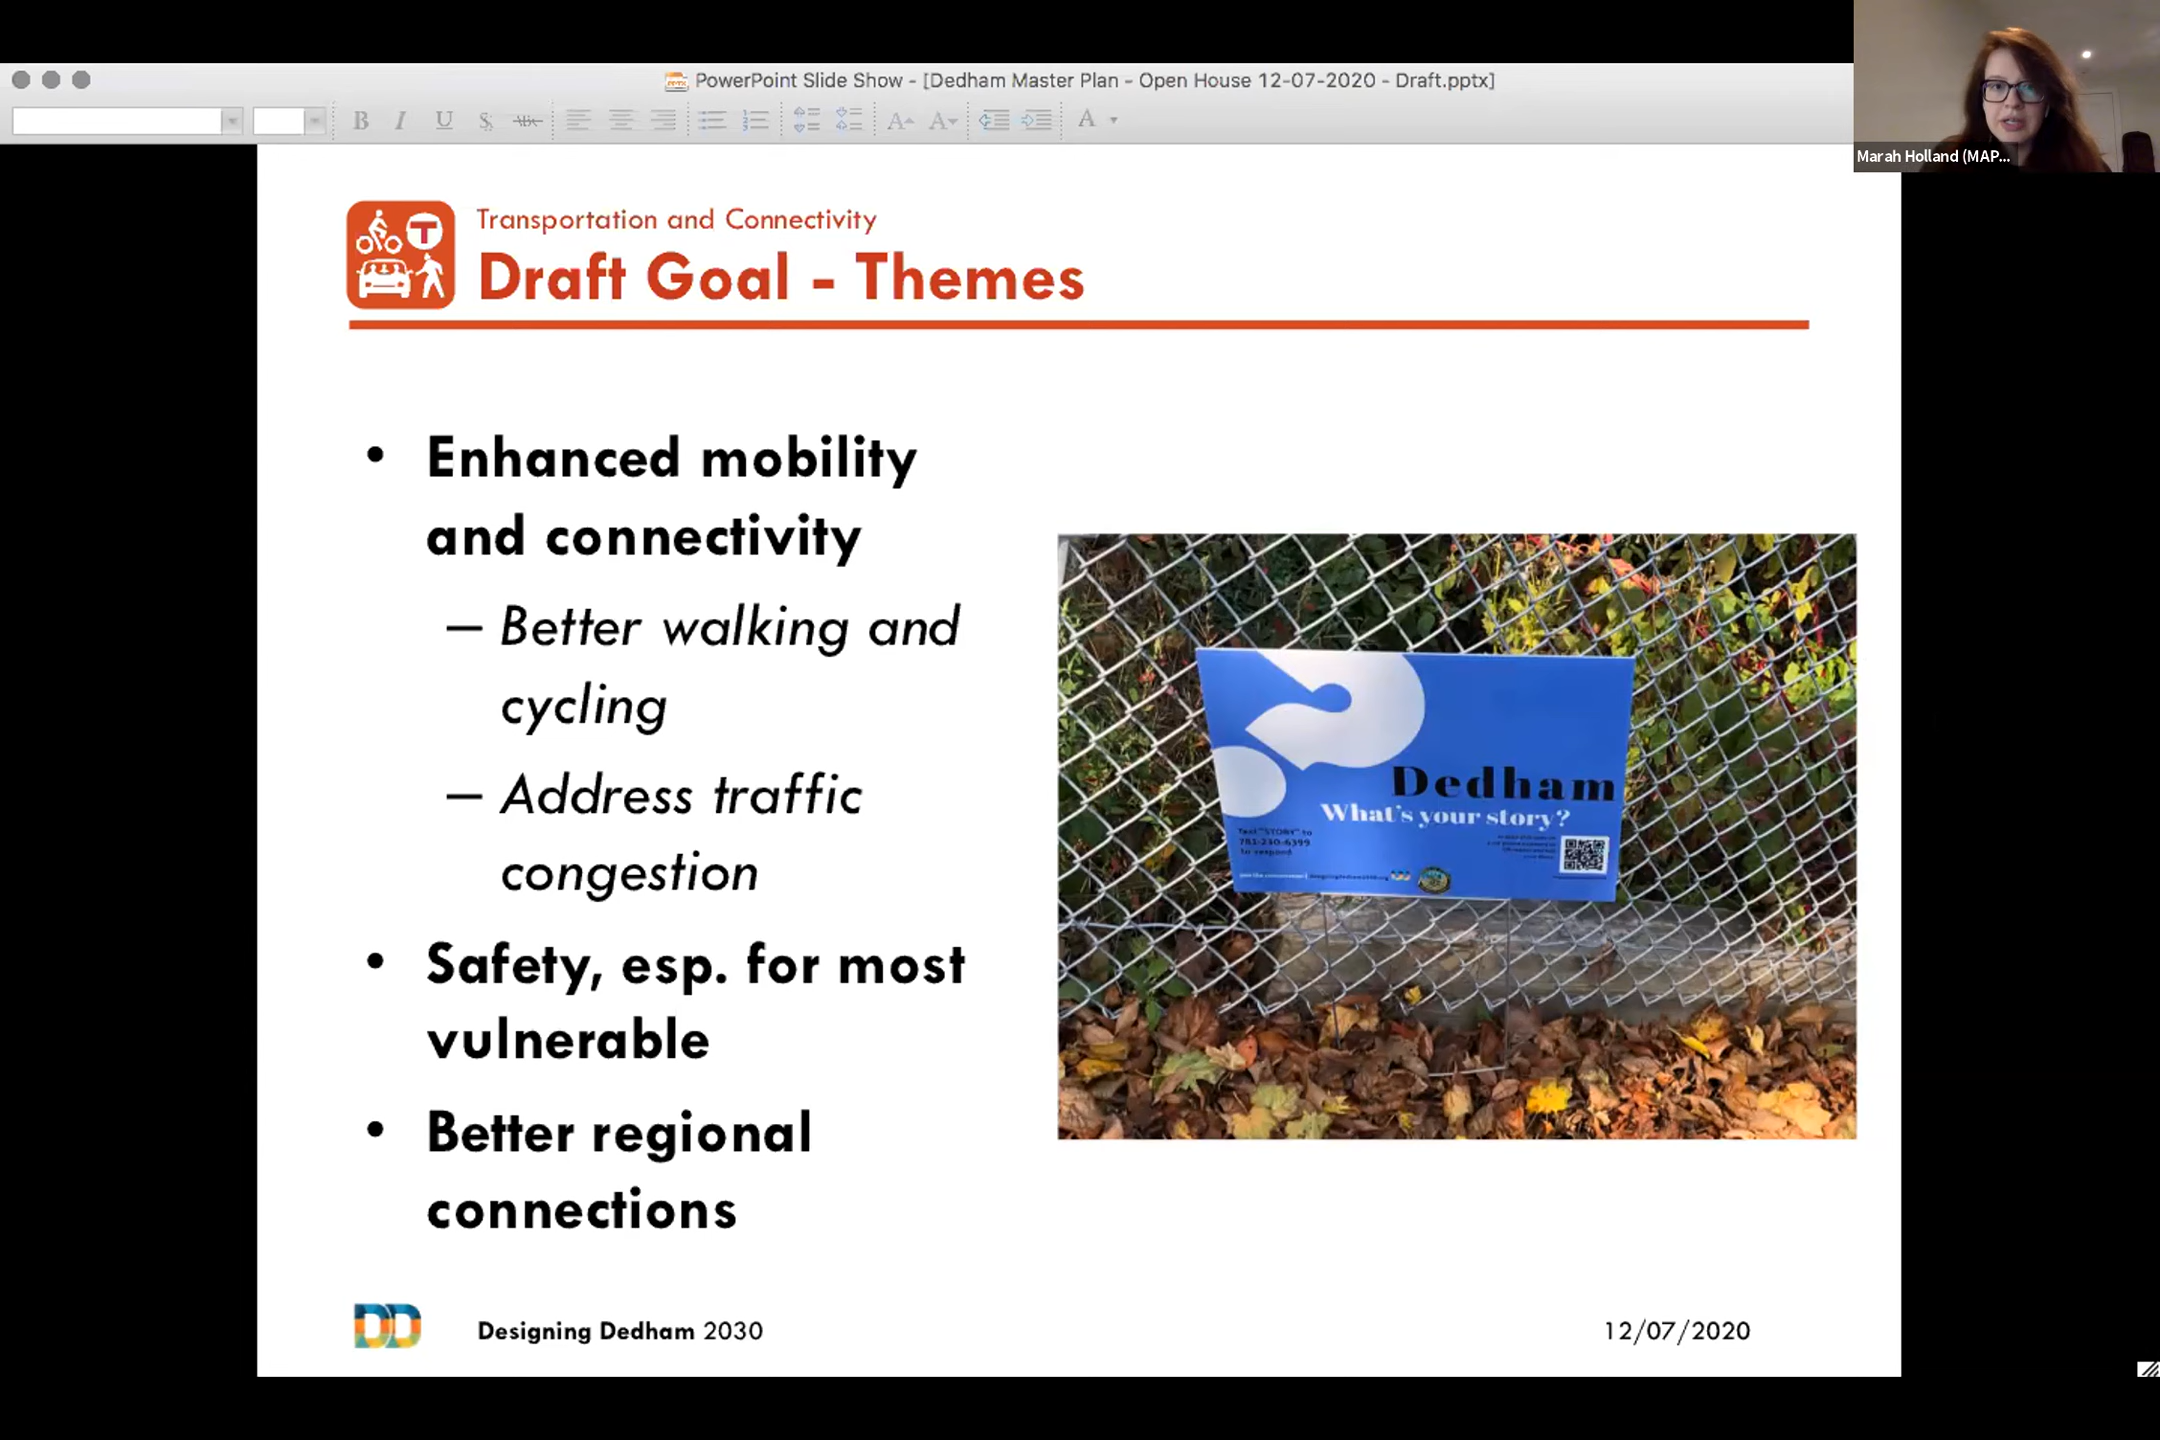 PowerPoint Slide Show - [Dedham Master Plan - Open House 12-07-2020 - Draft.pptx]
Marah Holland (MAP...
Transportation and Connectivity
Draft Goal - Themes
• Enhanced mobility
and connectivity
– Better walking and
cycling
– Address traffic
congestion
• Safety, esp. for most
vulnerable
• Better regional
connections
Dedham
What's your story?
Text "STORY" to
781-230-6399
to respond
DD
Designing Dedham 2030
12/07/2020